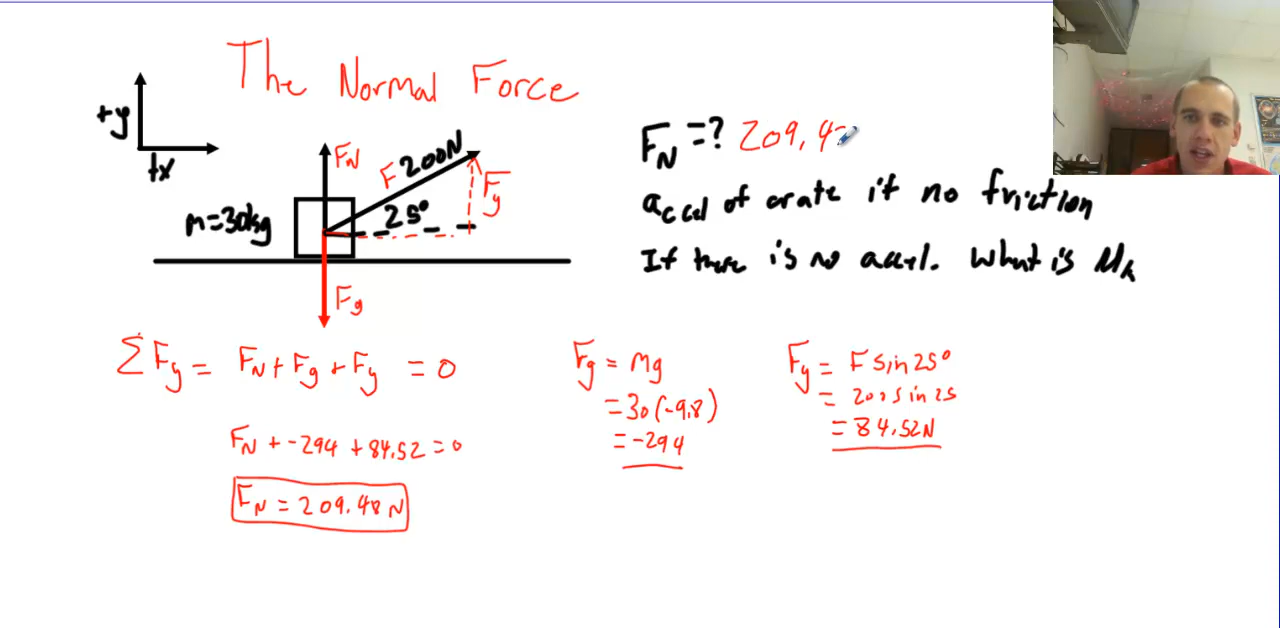 The Normal Force
+y
+x
FN
F 200N
Fy
25°
m=30kg
Fg
FN =? 209.4
accel of crate if no friction
If there is no accel. What is Mk
ΣFy = FN + Fg + Fy = 0
FN + -294 + 84.52 = 0
FN = 209.48 N
Fg = mg
= 30(-9.8)
= -294
Fy = F sin 25°
= 200 sin 25
= 84.52N